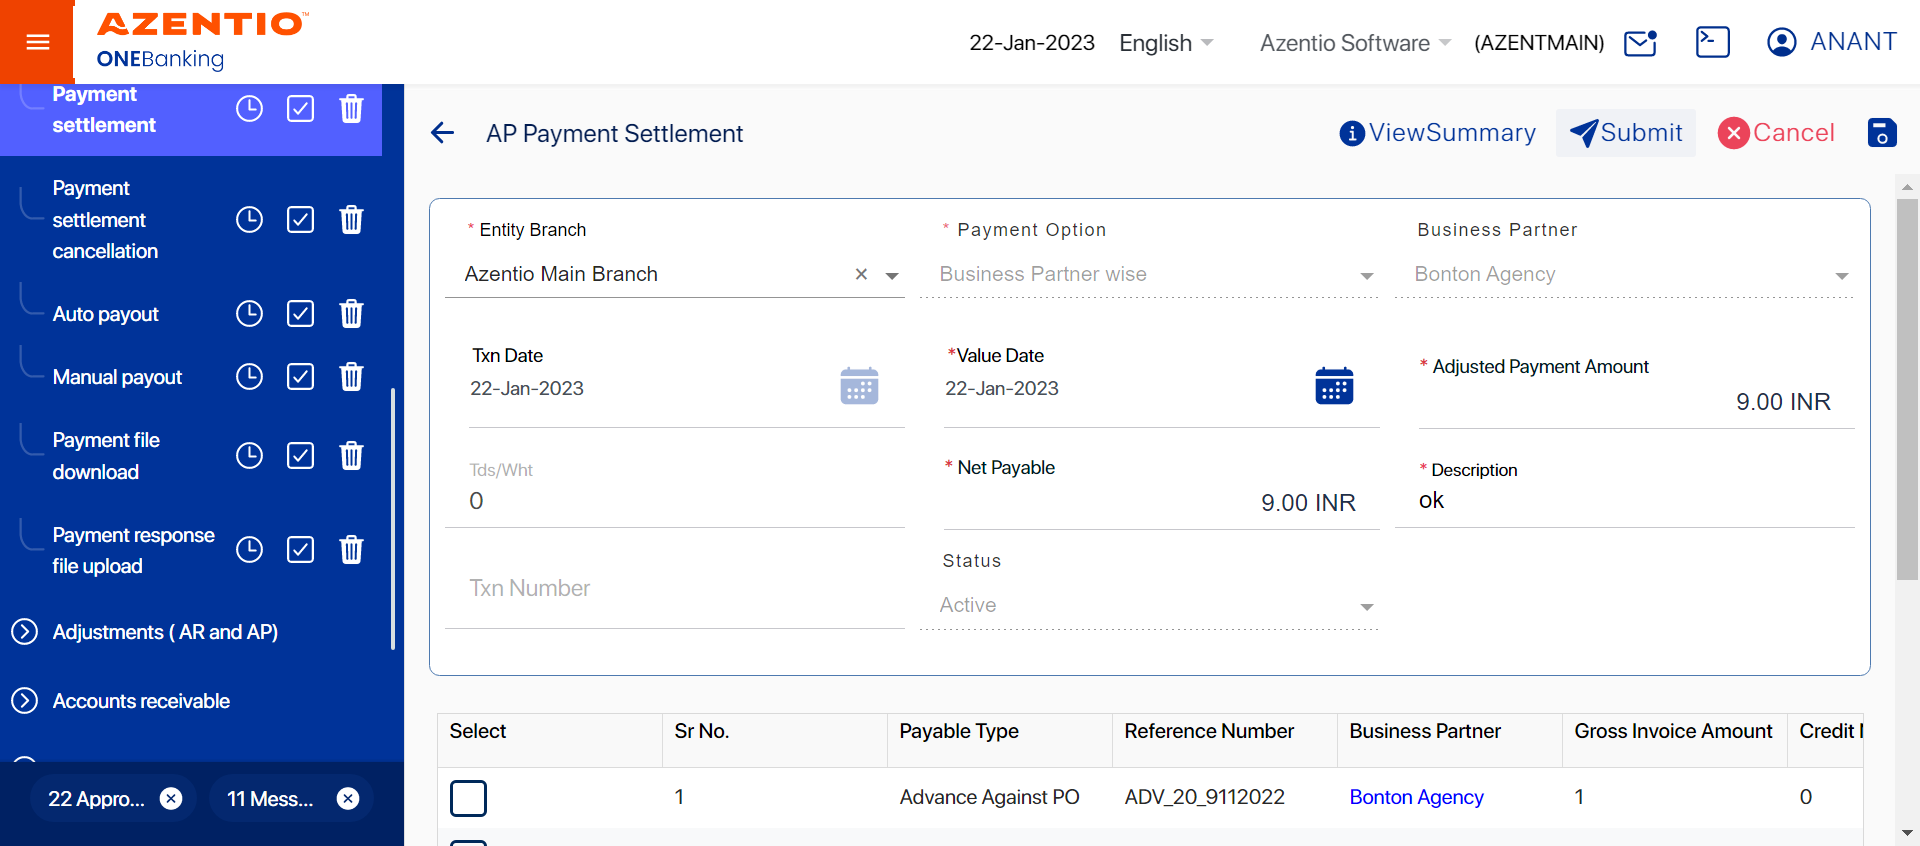 AZENTIO™
ONEBanking
22-Jan-2023
English
Azentio Software
(AZENTMAIN)
ANANT
Payment
settlement
Payment
settlement
cancellation
Auto payout
Manual payout
Payment file
download
Payment response
file upload
Adjustments ( AR and AP)
Accounts receivable
22 Appro...
11 Mess...
AP Payment Settlement
ViewSummary
Submit
Cancel
* Entity Branch
* Payment Option
Business Partner
Azentio Main Branch
Business Partner wise
Bonton Agency
Txn Date
*Value Date
* Adjusted Payment Amount
22-Jan-2023
22-Jan-2023
9.00 INR
Tds/Wht
* Net Payable
* Description
0
9.00 INR
ok
Txn Number
Status
Active
Select
Sr No.
Payable Type
Reference Number
Business Partner
Gross Invoice Amount
Credit
1
Advance Against PO
ADV_20_9112022
Bonton Agency
1
0